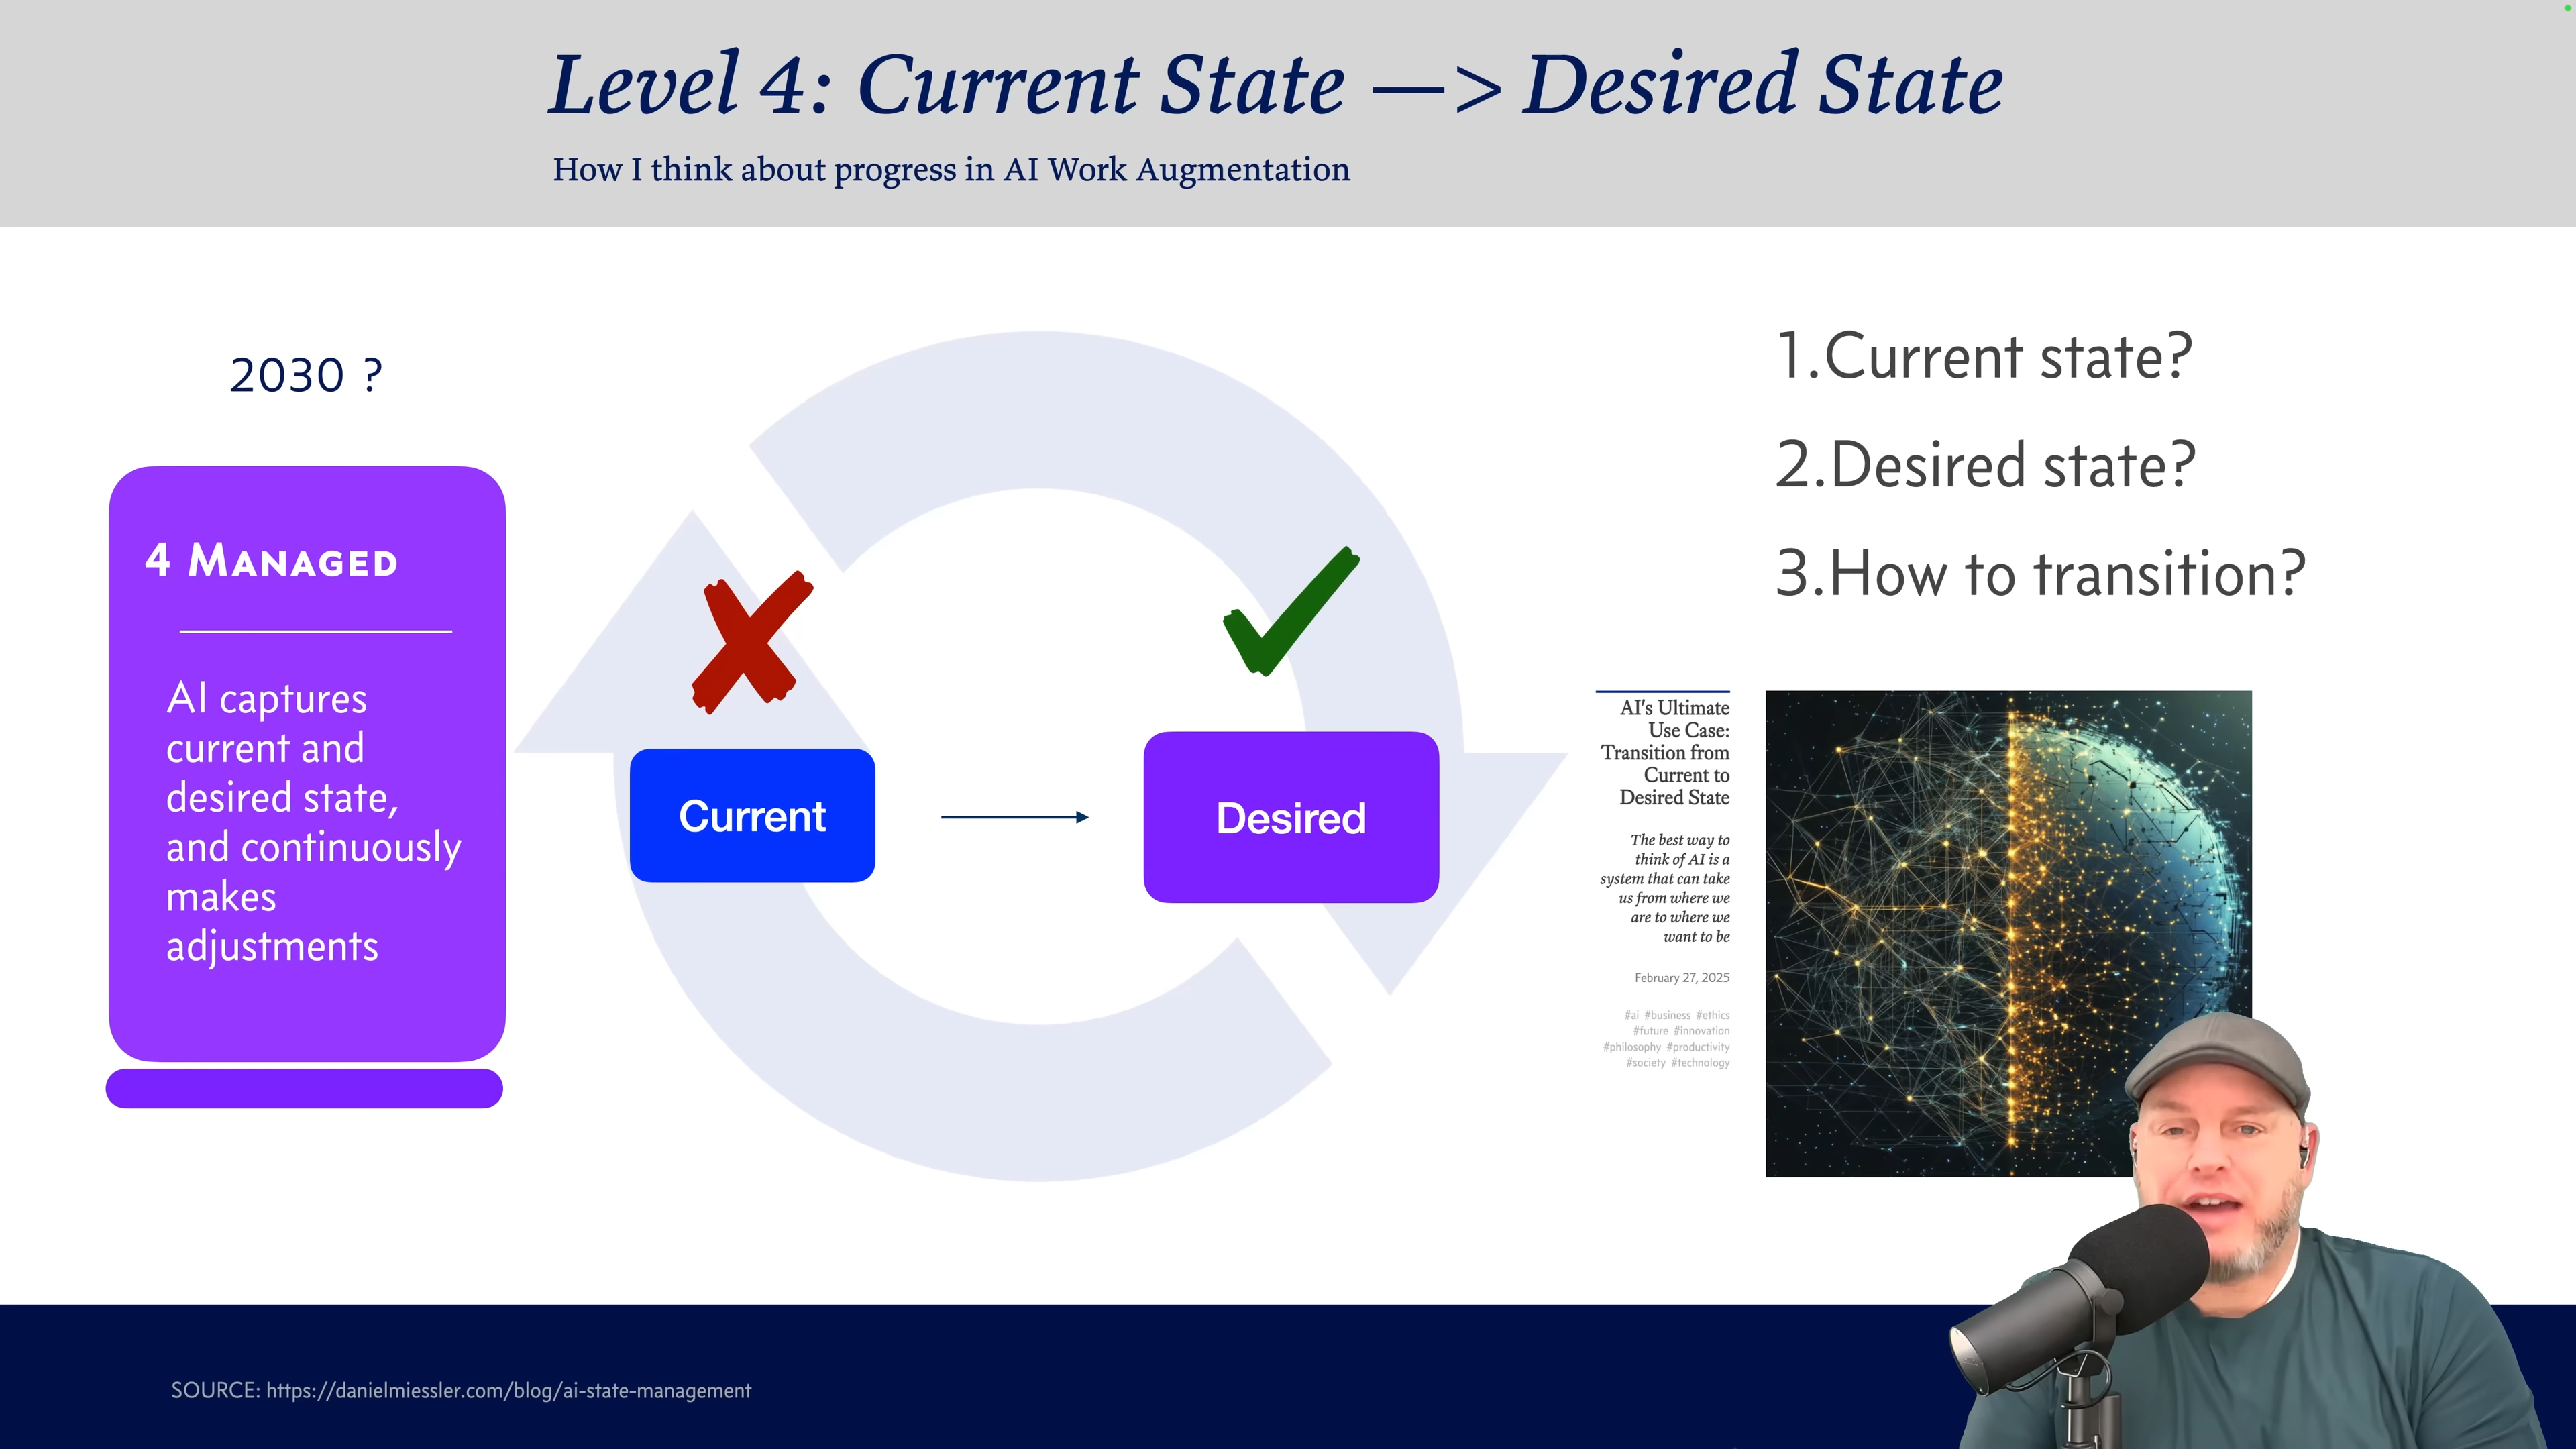 Level 4: Current State —> Desired State
How I think about progress in AI Work Augmentation
2030 ?
4 MANAGED
AI captures
current and
desired state,
and continuously
makes
adjustments
Current
Desired
1.Current state?
2.Desired state?
3.How to transition?
AI's Ultimate
Use Case:
Transition from
Current to
Desired State
The best way to
think of AI is a
system that can take
us from where we
are to where we
want to be
February 27, 2025
#ai #business #ethics
#future #innovation
#philosophy #productivity
#society #technology
SOURCE: https://danielmiessler.com/blog/ai-state-management